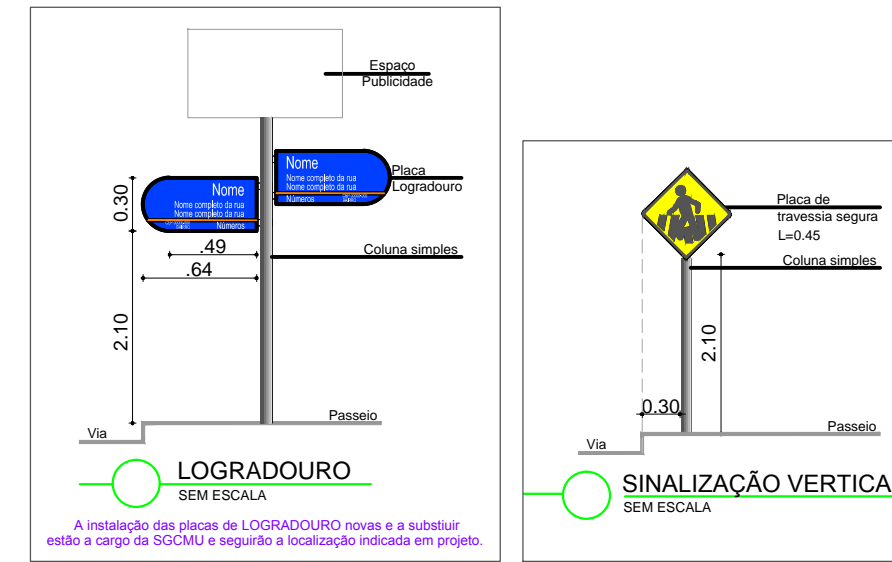 Espaço
Publicidade
Nome
Nome completo da rua
Nome completo da rua
Números
Placa
Logradouro
Nome
Nome completo da rua
Nome completo da rua
Números
0.30
.49
.64
Coluna simples
2.10
Passeio
Via
LOGRADOURO
SEM ESCALA
A instalação das placas de LOGRADOURO novas e a substiuir
estão a cargo da SGCMU e seguirão a localização indicada em projeto.
Placa de
travessia segura
L=0.45
Coluna simples
2.10
0.30
Passeio
Via
SINALIZAÇÃO VERTICA
SEM ESCALA